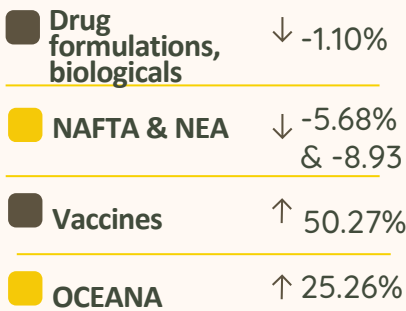 Drug
formulations,
biologicals
↓ -1.10%
NAFTA & NEA
↓ -5.68%
& -8.93
Vaccines
↑ 50.27%
OCEANA
↑ 25.26%